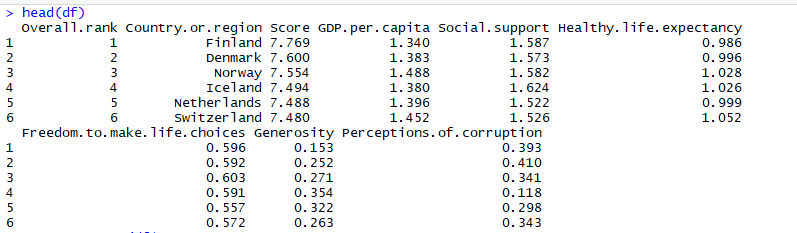 > head(df)
  Overall.rank Country.or.region Score GDP.per.capita Social.support Healthy.life.expectancy
1            1           Finland 7.769          1.340          1.587                   0.986
2            2           Denmark 7.600          1.383          1.573                   0.996
3            3            Norway 7.554          1.488          1.582                   1.028
4            4           Iceland 7.494          1.380          1.624                   1.026
5            5       Netherlands 7.488          1.396          1.522                   0.999
6            6       Switzerland 7.480          1.452          1.526                   1.052
  Freedom.to.make.life.choices Generosity Perceptions.of.corruption
1                        0.596      0.153                     0.393
2                        0.592      0.252                     0.410
3                        0.603      0.271                     0.341
4                        0.591      0.354                     0.118
5                        0.557      0.322                     0.298
6                        0.572      0.263                     0.343